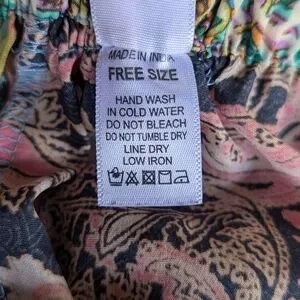 MADE IN INDIA
FREE SIZE
HAND WASH
IN COLD WATER
DO NOT BLEACH
DO NOT TUMBLE DRY
LINE DRY
LOW IRON